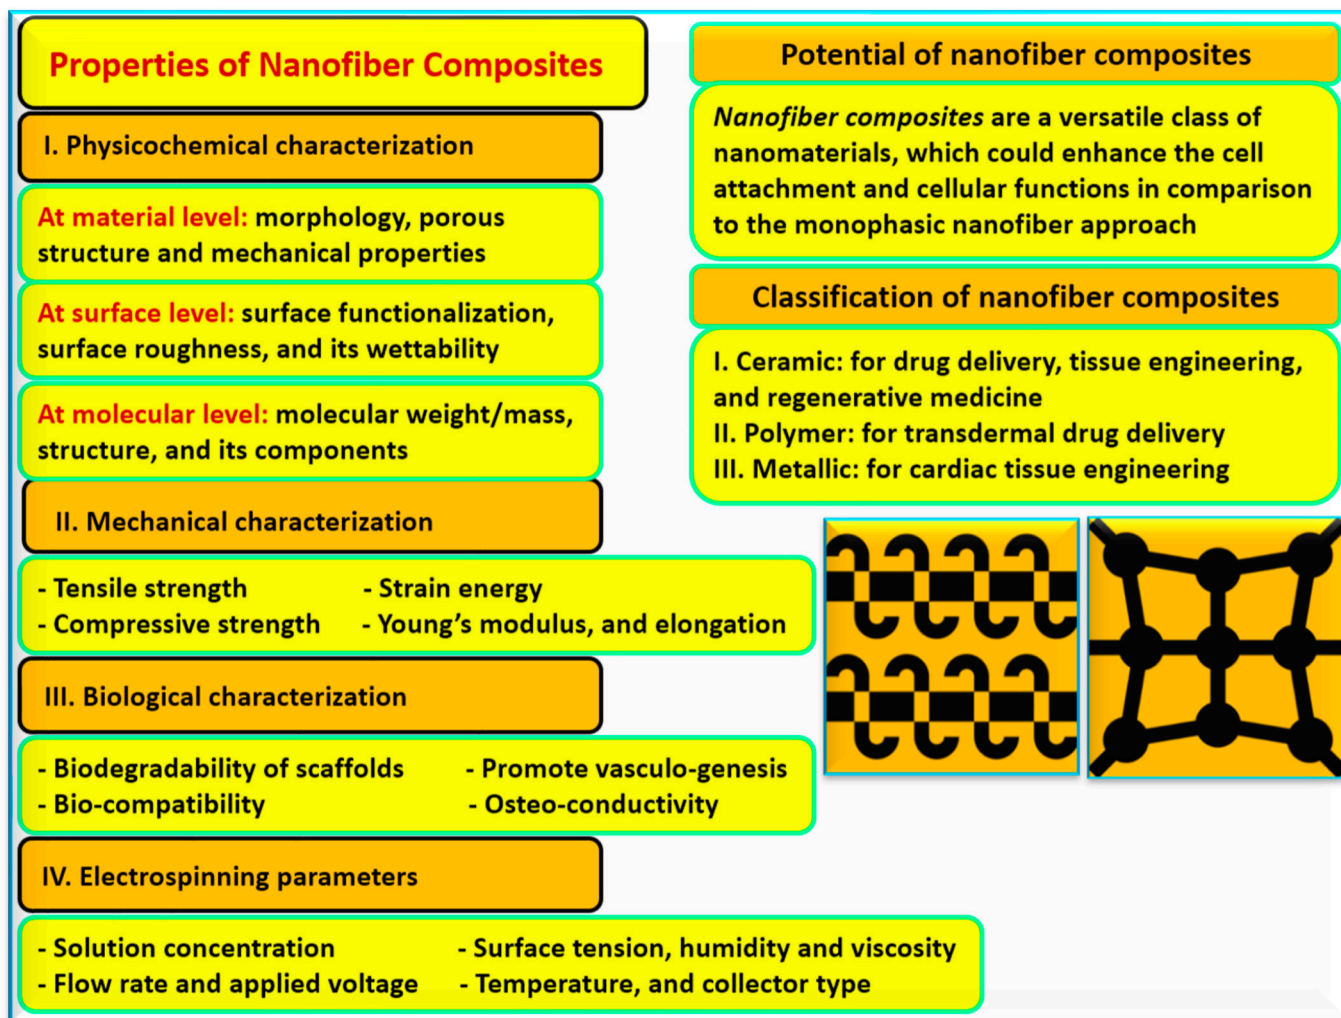 Properties of Nanofiber Composites
I. Physicochemical characterization
At material level: morphology, porous
structure and mechanical properties
At surface level: surface functionalization,
surface roughness, and its wettability
At molecular level: molecular weight/mass,
structure, and its components
II. Mechanical characterization
- Tensile strength - Strain energy
- Compressive strength - Young's modulus, and elongation
III. Biological characterization
- Biodegradability of scaffolds - Promote vasculo-genesis
- Bio-compatibility - Osteo-conductivity
IV. Electrospinning parameters
- Solution concentration - Surface tension, humidity and viscosity
- Flow rate and applied voltage - Temperature, and collector type
Potential of nanofiber composites
Nanofiber composites are a versatile class of
nanomaterials, which could enhance the cell
attachment and cellular functions in comparison
to the monophasic nanofiber approach
Classification of nanofiber composites
I. Ceramic: for drug delivery, tissue engineering,
and regenerative medicine
II. Polymer: for transdermal drug delivery
III. Metallic: for cardiac tissue engineering